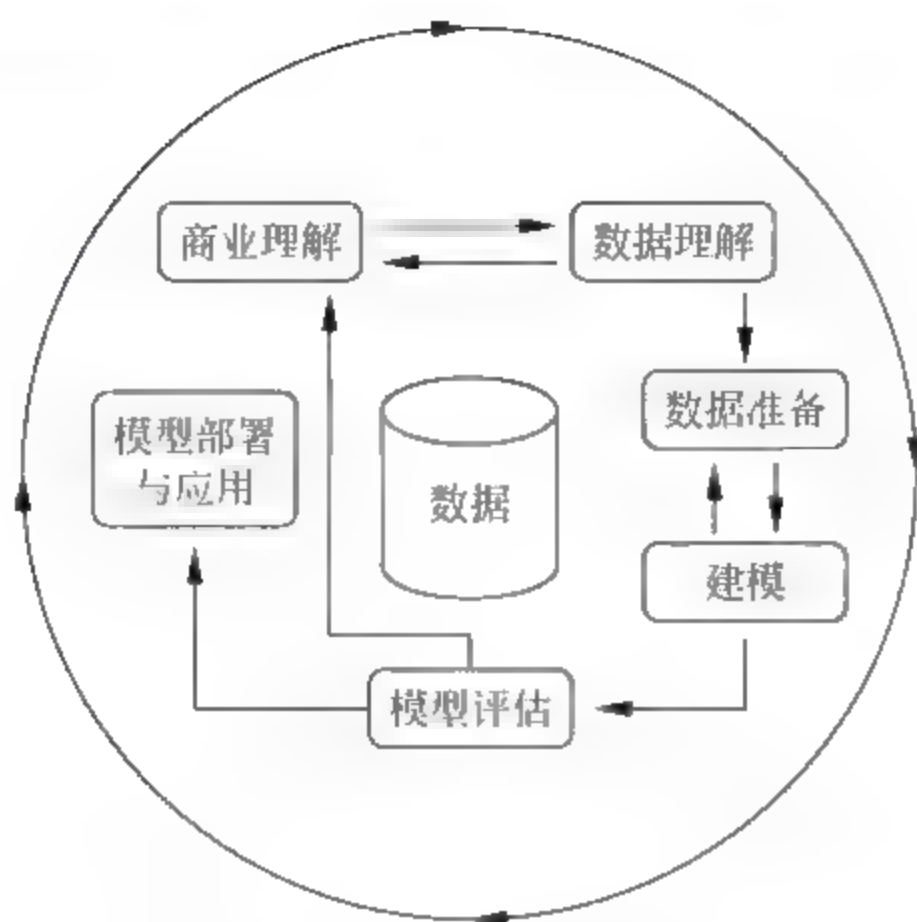 商业理解
数据理解
数据准备
模型部署
与应用
数据
建模
模型评估